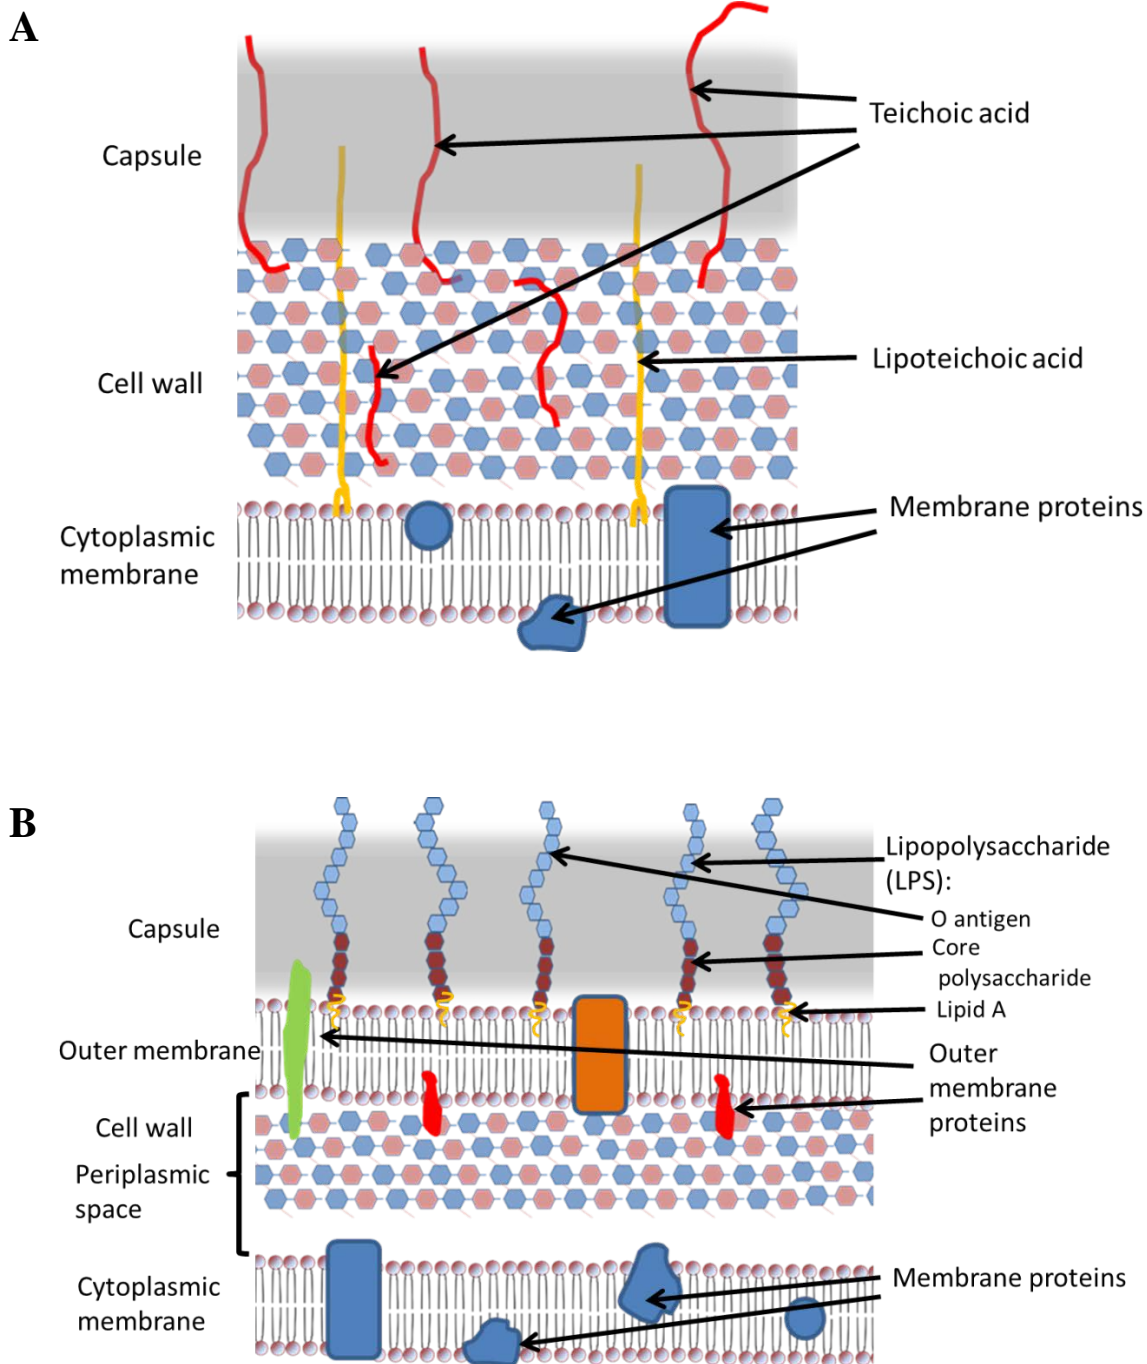 A
Teichoic acid
Capsule
Lipoteichoic acid
Cell wall
Membrane proteins
Cytoplasmic
membrane
B
Lipopolysaccharide
(LPS):
O antigen
Capsule
Core
polysaccharide
Lipid A
Outer membrane
Outer
membrane
proteins
Cell wall
Periplasmic
space
Cytoplasmic
membrane
Membrane proteins